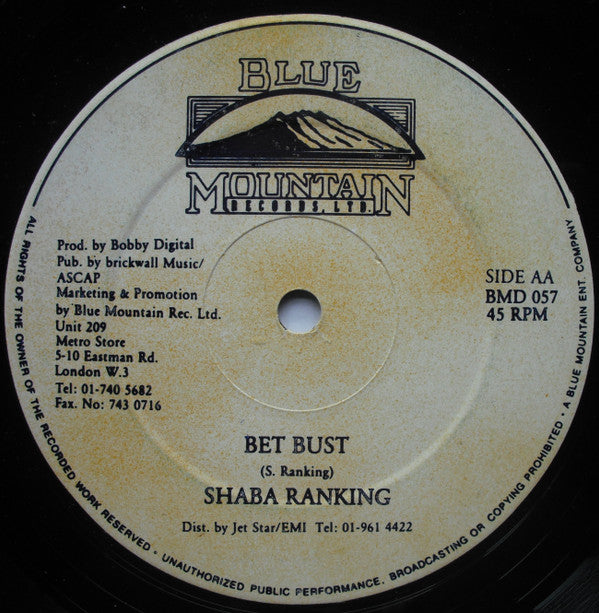 BLUE
MOUNTAIN
RECORDS, LTD.
Prod. by Bobby Digital
Pub. by brickwall Music/
ASCAP
Marketing & Promotion
by Blue Mountain Rec. Ltd.
Unit 209
Metro Store
5-10 Eastman Rd.
London W.3
Tel: 01-740 5682
Fax. No: 743 0716
SIDE AA
BMD 057
45 RPM
BET BUST
(S. Ranking)
SHABA RANKING
Dist. by Jet Star/EMI Tel: 01-961 4422
ALL RIGHTS OF THE OWNER OF THE RECORDED WORK RESERVED • UNAUTHORIZED PUBLIC PERFORMANCE, BROADCASTING OR COPYING PROHIBITED • A BLUE MOUNTAIN ENT. COMPANY